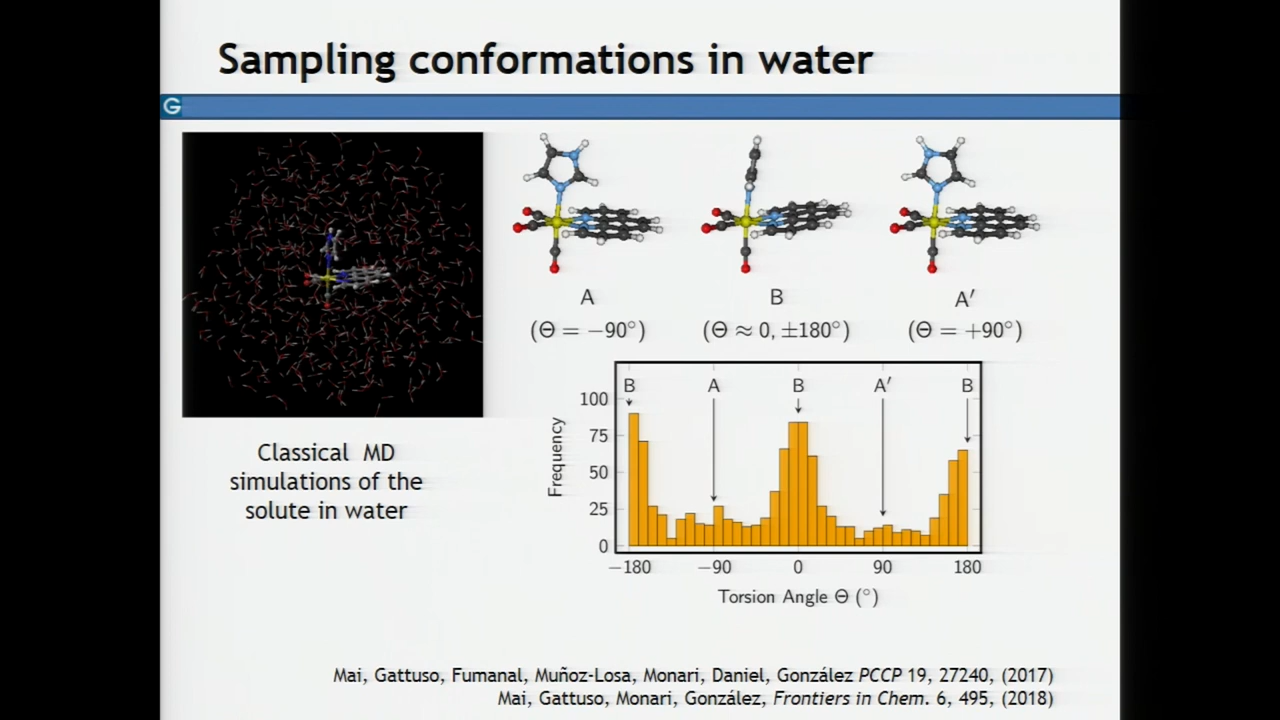 Sampling conformations in water
G
A
B
A′
(Θ = −90°)
(Θ ≈ 0, ±180°)
(Θ = +90°)
Classical MD
simulations of the
solute in water
B
A
B
A′
B
Frequency
100
75
50
25
0
−180
−90
0
90
180
Torsion Angle Θ (°)
Mai, Gattuso, Fumanal, Muñoz-Losa, Monari, Daniel, González PCCP 19, 27240, (2017)
Mai, Gattuso, Monari, González, Frontiers in Chem. 6, 495, (2018)